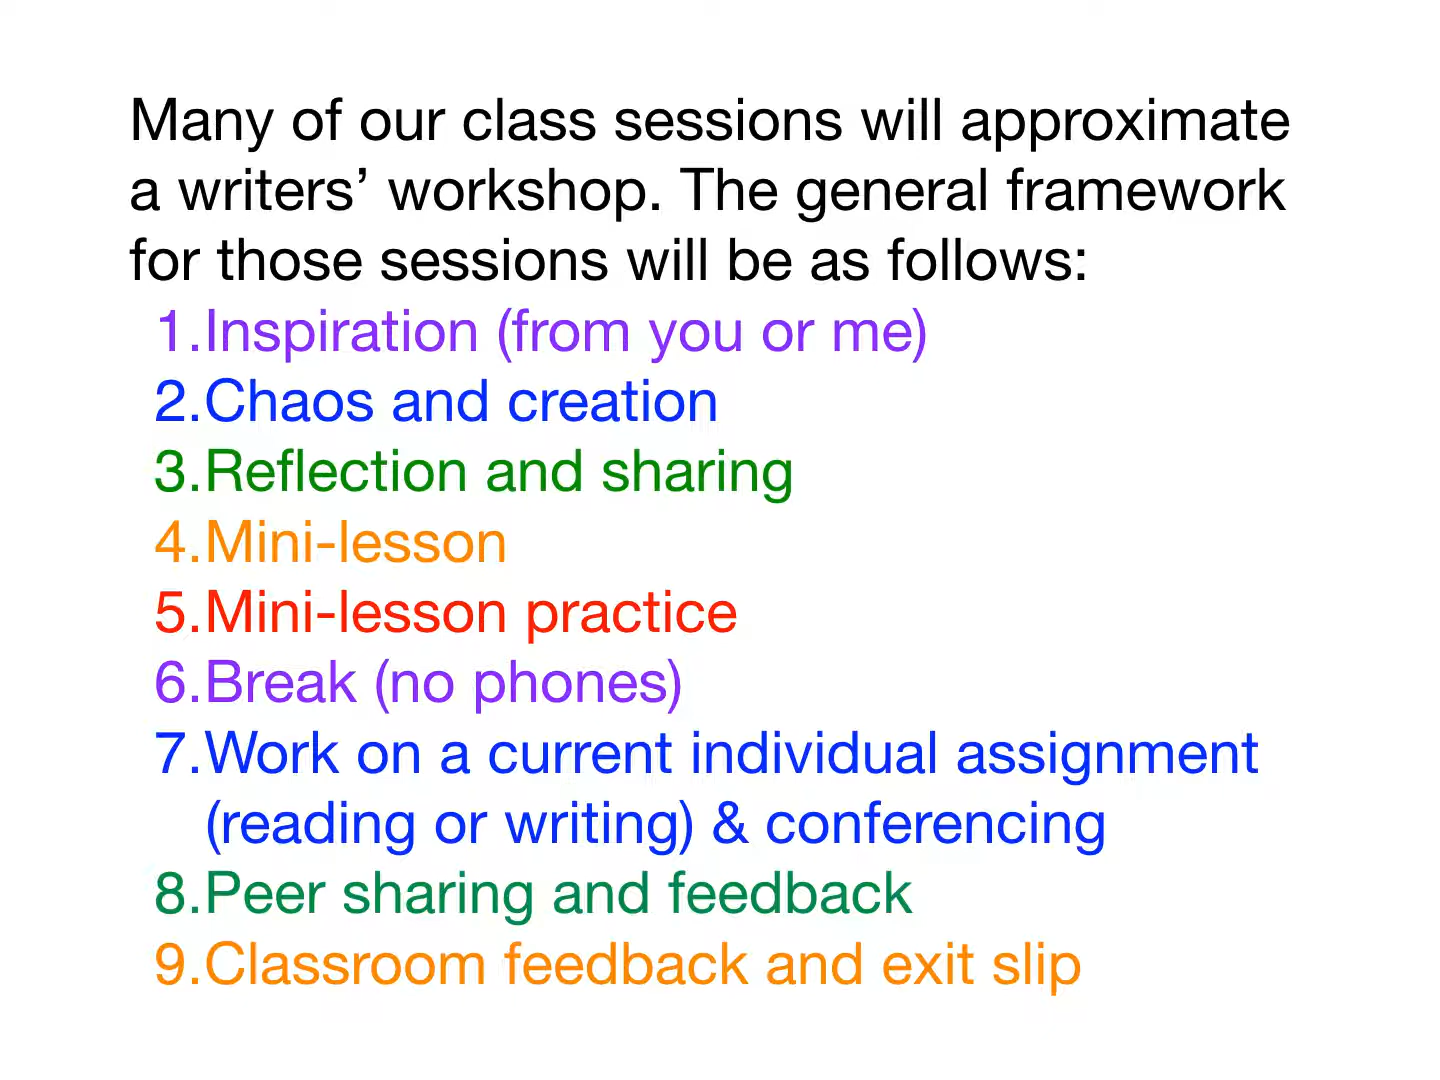 Many of our class sessions will approximate
a writers’ workshop. The general framework
for those sessions will be as follows:
1.Inspiration (from you or me)
2.Chaos and creation
3.Reflection and sharing
4.Mini-lesson
5.Mini-lesson practice
6.Break (no phones)
7.Work on a current individual assignment
(reading or writing) & conferencing
8.Peer sharing and feedback
9.Classroom feedback and exit slip